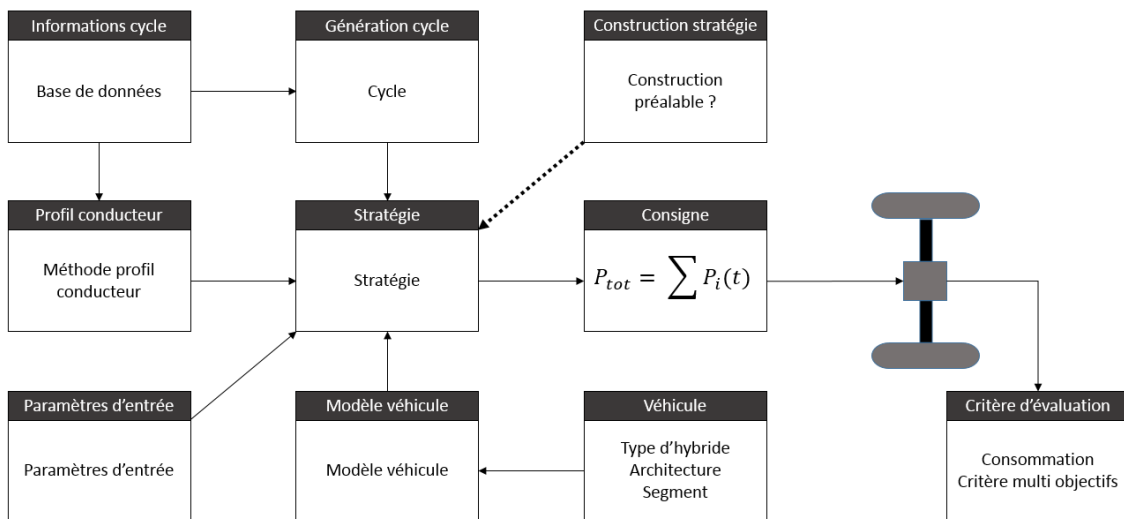 Informations cycle
Base de données
Génération cycle
Cycle
Construction stratégie
Construction
préalable ?
Profil conducteur
Méthode profil
conducteur
Stratégie
Stratégie
Consigne
P_{tot} = ∑ P_i(t)
Paramètres d'entrée
Paramètres d'entrée
Modèle véhicule
Modèle véhicule
Véhicule
Type d'hybride
Architecture
Segment
Critère d'évaluation
Consommation
Critère multi objectifs